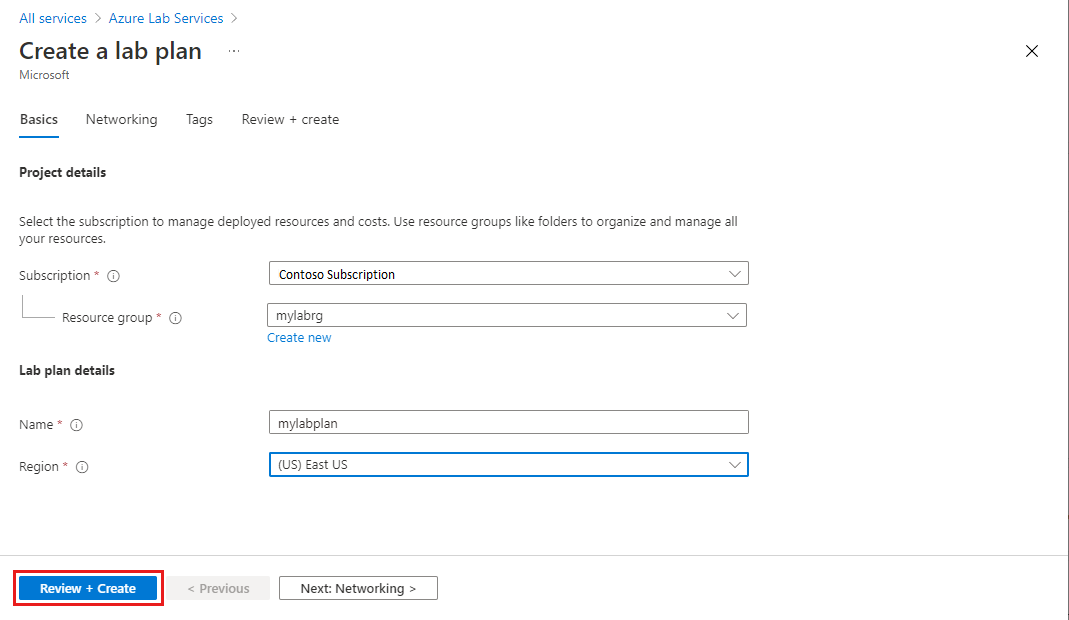 All services > Azure Lab Services >
Create a lab plan ...
Microsoft
Basics Networking Tags Review + create
Project details
Select the subscription to manage deployed resources and costs. Use resource groups like folders to organize and manage all
your resources.
Subscription * Contoso Subscription
Resource group * mylabrg
Create new
Lab plan details
Name * mylabplan
Region * (US) East US
Review + Create < Previous Next: Networking >